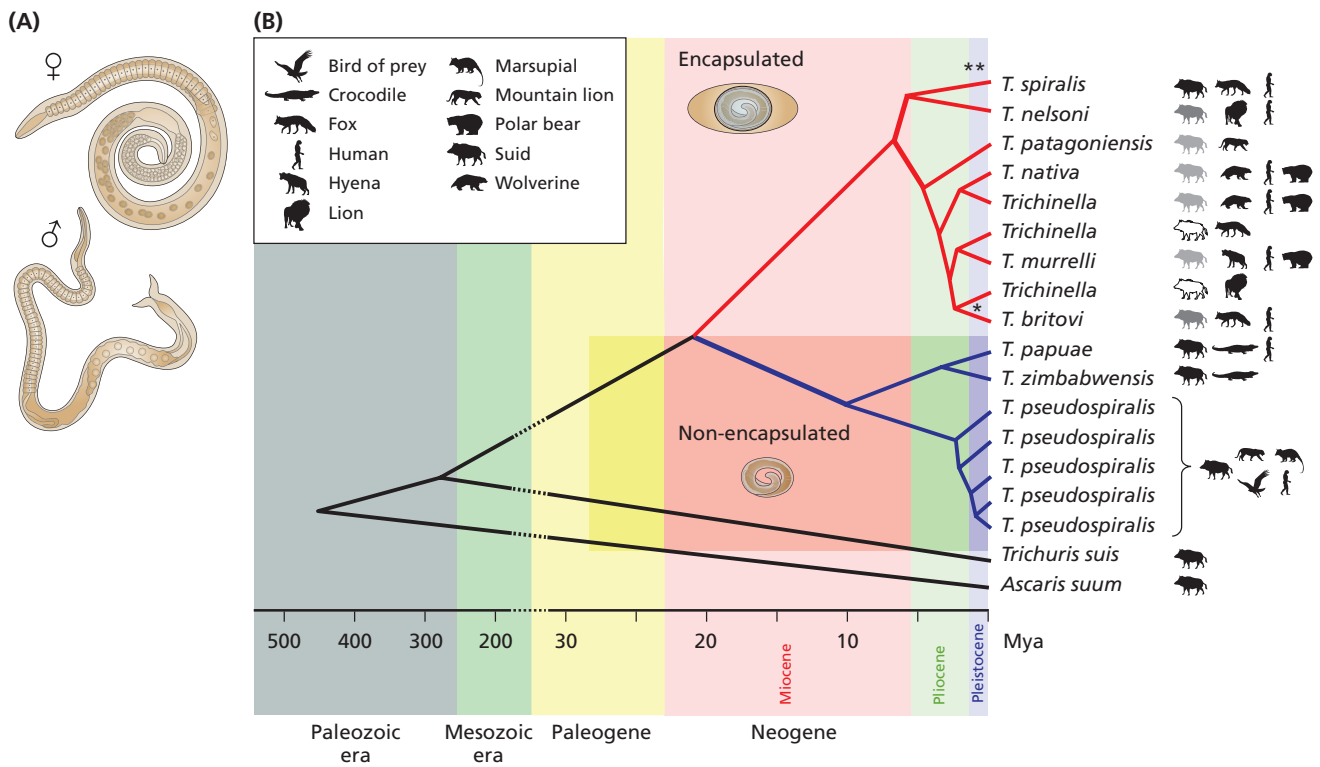 (A)
♀
♂
(B)
Bird of prey
Crocodile
Fox
Human
Hyena
Lion
Marsupial
Mountain lion
Polar bear
Suid
Wolverine
Encapsulated
Non-encapsulated
**
T. spiralis
T. nelsoni
T. patagoniensis
T. nativa
Trichinella
Trichinella
T. murrelli
Trichinella
*
T. britovi
T. papuae
T. zimbabwensis
T. pseudospiralis
T. pseudospiralis
T. pseudospiralis
T. pseudospiralis
T. pseudospiralis
Trichuris suis
Ascaris suum
500 400 300 200 30 20 10 Mya
Miocene
Pliocene
Pleistocene
Paleozoic
era
Mesozoic
era
Paleogene
Neogene